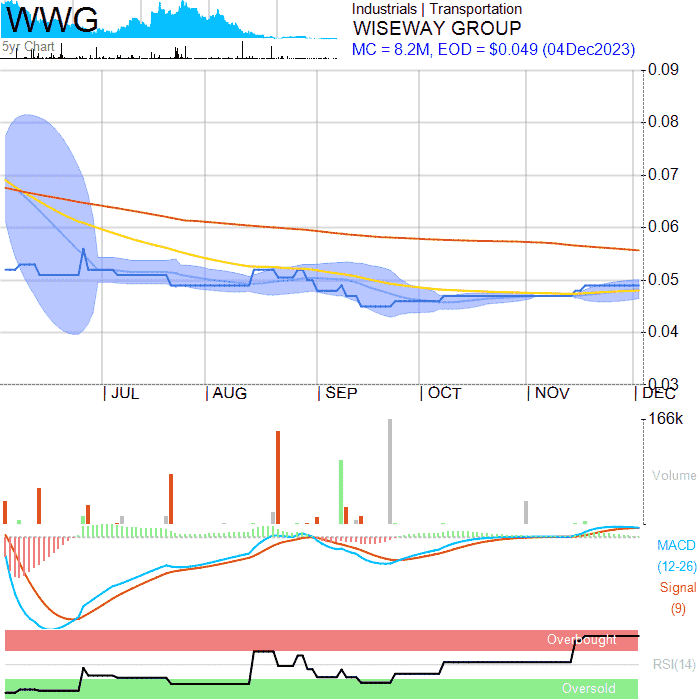 WWG
5yr Chart
Industrials | Transportation
WISEWAY GROUP
MC = 8.2M, EOD = $0.049 (04Dec2023)
0.09
0.08
0.07
0.06
0.05
0.04
0.03
| JUL | AUG | SEP | OCT | NOV | DEC
166k
Volume
MACD
(12-26)
Signal
(9)
Overbought
RSI(14)
Oversold